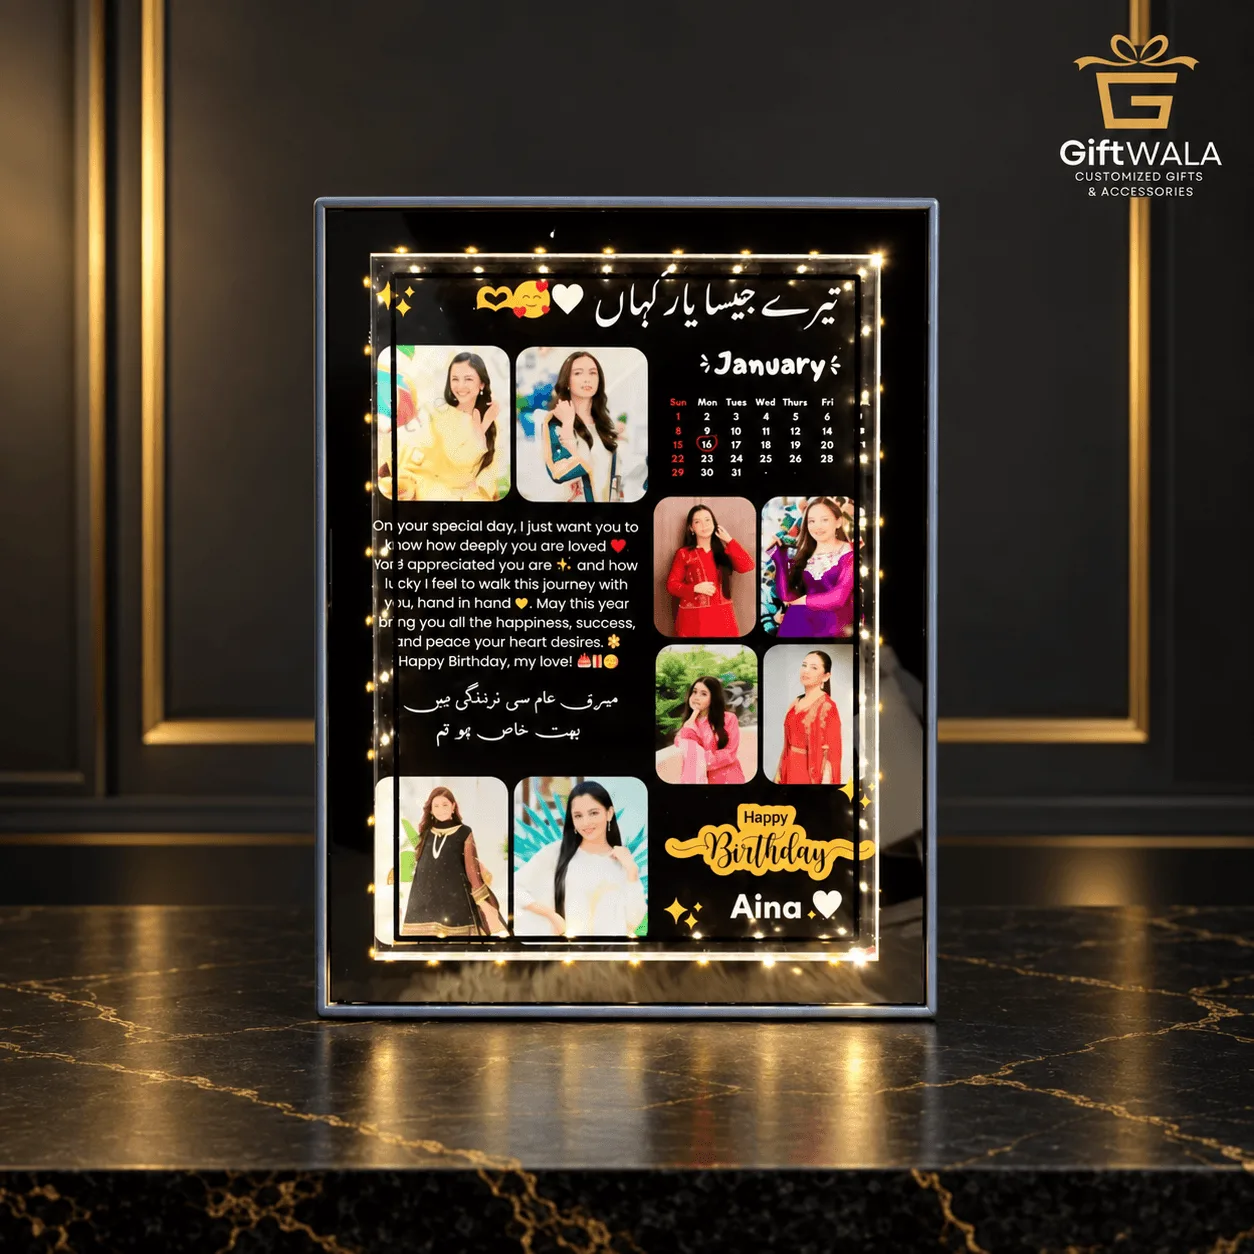 GiftWALA
CUSTOMIZED GIFTS
& ACCESSORIES
تیرے جیسا یار کہاں
January
Sun Mon Tues Wed Thurs Fri
1 2 3 4 5 6
8 9 10 11 12 14
15 16 17 18 19 20
22 23 24 25 26 28
29 30 31
On your special day, I just want you to
know how deeply you are loved ❤️
appreciated you are ✨ and how
lucky I feel to walk this journey with
you, hand in hand 💛. May this year
bring you all the happiness, success,
and peace your heart desires. 🌼
Happy Birthday, my love!
عام سی زندگی میں
بہت خاص ہو تم
Happy
Birthday
Aina